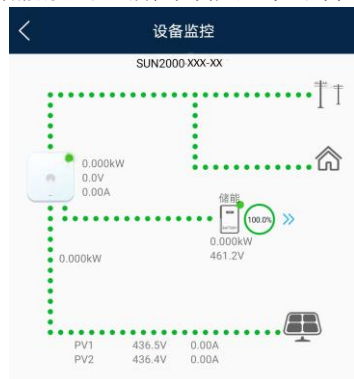 设备监控
SUN2000-XXX-XX
0.000kW
0.0V
0.00A
储能
100.0%
0.000kW
461.2V
0.000kW
PV1 436.5V 0.00A
PV2 436.4V 0.00A